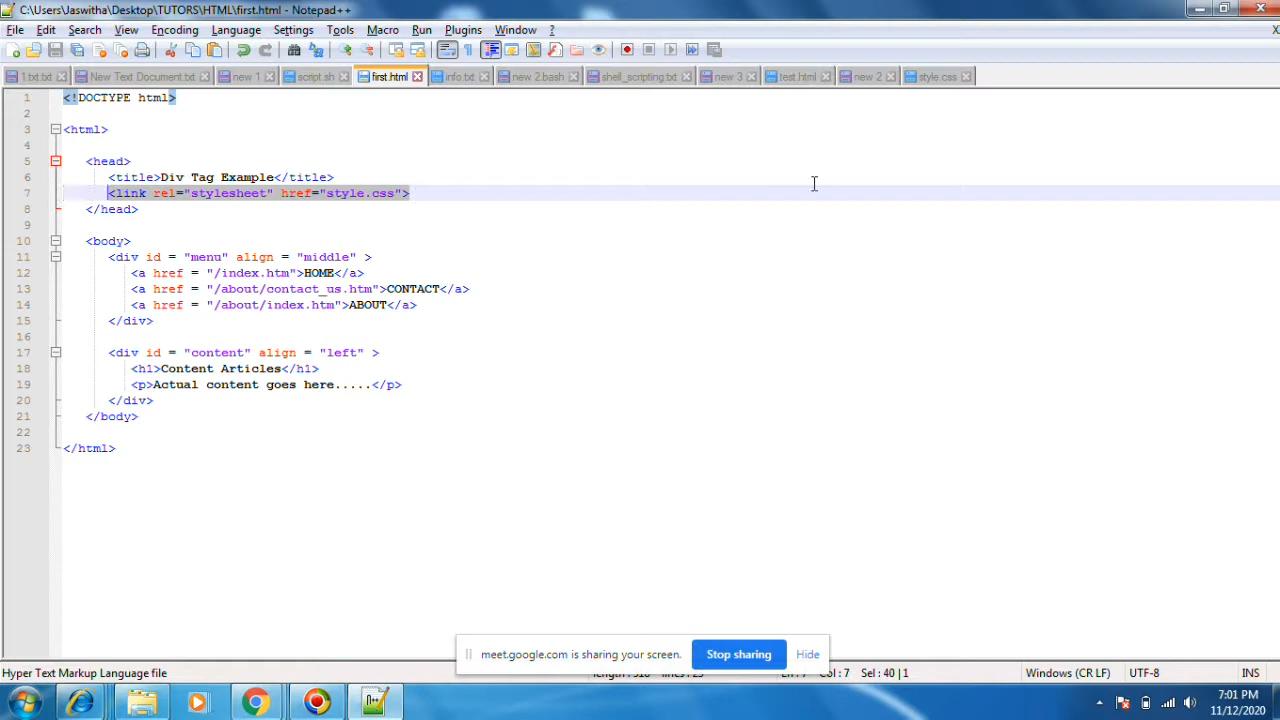 C:\Users\Jaswitha\Desktop\TUTORS\HTML\first.html - Notepad++
File Edit Search View Encoding Language Settings Tools Macro Run Plugins Window ? X
1 txt.txt New Text Document.txt new 1 script.sh first.html info.txt new 2.bash shell_scripting.txt new 3 test.html new 2 style.css
1 <!DOCTYPE html>
2
3 <html>
4
5 <head>
6 <title>Div Tag Example</title>
7 <link rel="stylesheet" href="style.css">
8 </head>
9
10 <body>
11 <div id = "menu" align = "middle" >
12 <a href = "/index.htm">HOME</a>
13 <a href = "/about/contact_us.htm">CONTACT</a>
14 <a href = "/about/index.htm">ABOUT</a>
15 </div>
16
17 <div id = "content" align = "left" >
18 <h1>Content Articles</h1>
19 <p>Actual content goes here.....</p>
20 </div>
21 </body>
22
23 </html>
meet.google.com is sharing your screen. Stop sharing Hide
Hyper Text Markup Language file Col : 7 Sel : 40 | 1 Windows (CR LF) UTF-8 INS
7:01 PM
11/12/2020